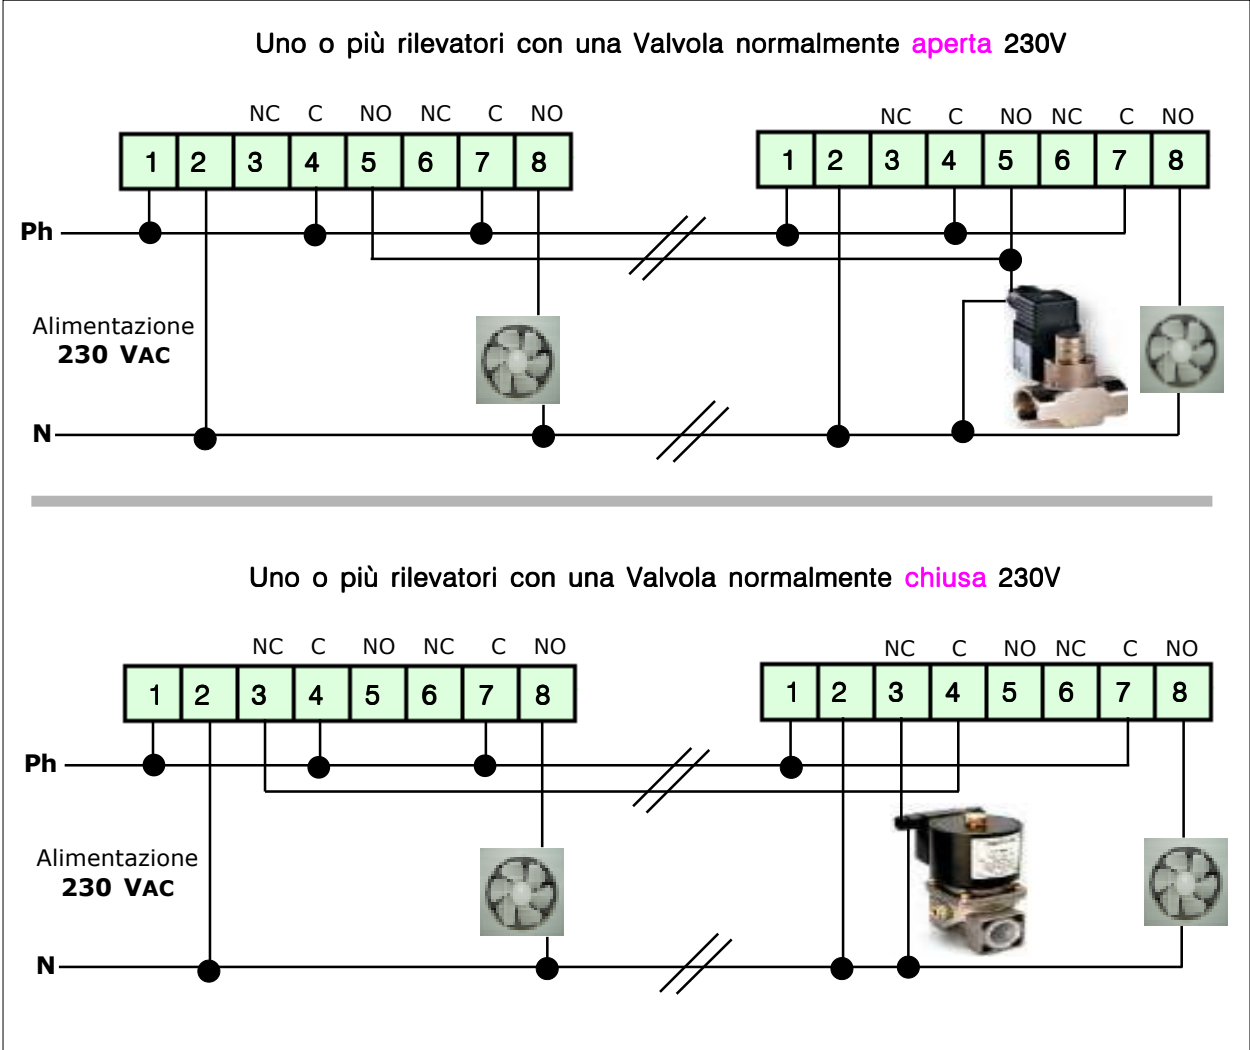 Uno o più rilevatori con una Valvola normalmente aperta 230V
NC C NO NC C NO
NC C NO NC C NO
1 2 3 4 5 6 7 8
1 2 3 4 5 6 7 8
Ph
Alimentazione
230 VAC
N
Uno o più rilevatori con una Valvola normalmente chiusa 230V
NC C NO NC C NO
NC C NO NC C NO
1 2 3 4 5 6 7 8
1 2 3 4 5 6 7 8
Ph
Alimentazione
230 VAC
N